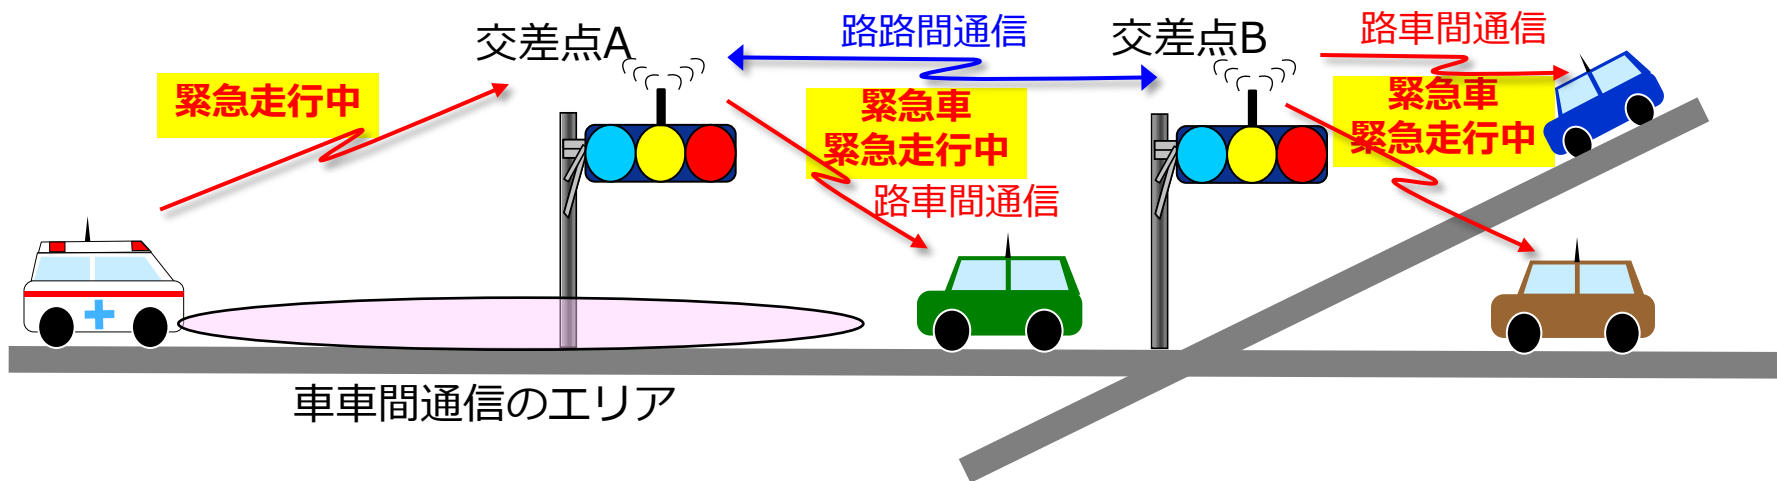 交差点A
路路間通信
交差点B
路車間通信
緊急走行中
緊急車
緊急走行中
緊急車
緊急走行中
路車間通信
車車間通信のエリア